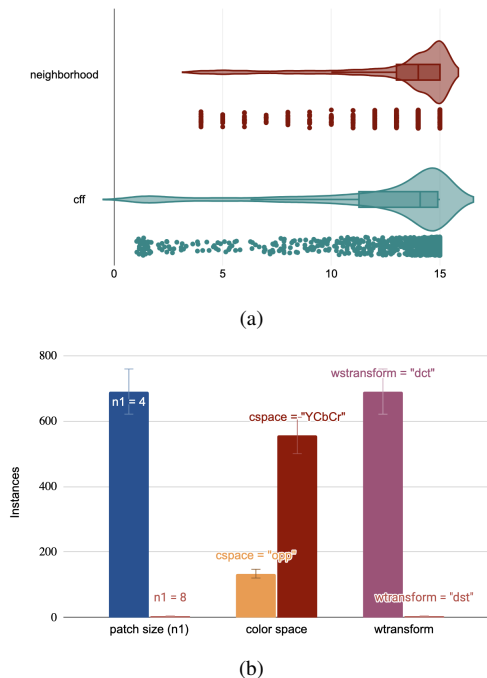 neighborhood
cff
0 5 10 15
(a)
800
wstransform = "dct"
n1 = 4
cspace = "YCbCr"
600
Instances
400
200
cspace = "opp"
n1 = 8
wtransform = "dst"
0
patch size (n1) color space wtransform
(b)